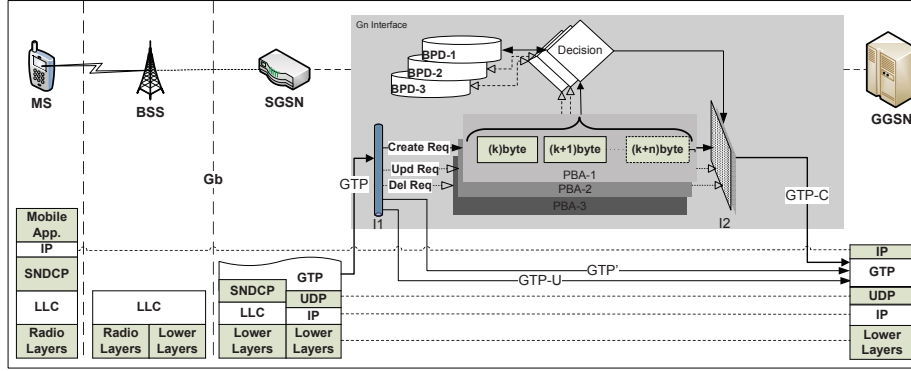 Gn Interface
BPD-1
BPD-2
BPD-3
Decision
MS
BSS
SGSN
GGSN
Gb
Create Req
Upd Req
Del Req
(k)byte
(k+1)byte
(k+n)byte
PBA-1
PBA-2
PBA-3
GTP
I1
I2
GTP-C
Mobile
App.
IP
SNDCP
LLC
Radio
Layers
LLC
Radio
Layers
Lower
Layers
GTP
SNDCP
UDP
LLC
IP
Lower
Layers
Lower
Layers
GTP'
GTP-U
IP
GTP
UDP
IP
Lower
Layers